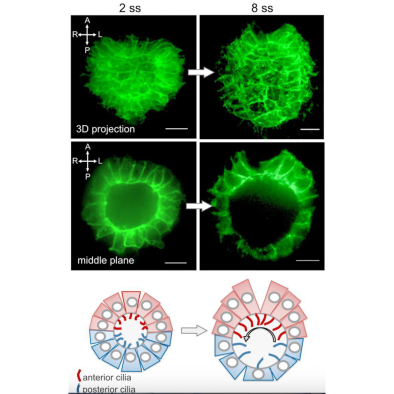 2 ss 8 ss
A
R L
P
3D projection
A
R L
P
middle plane
anterior cilia
posterior cilia